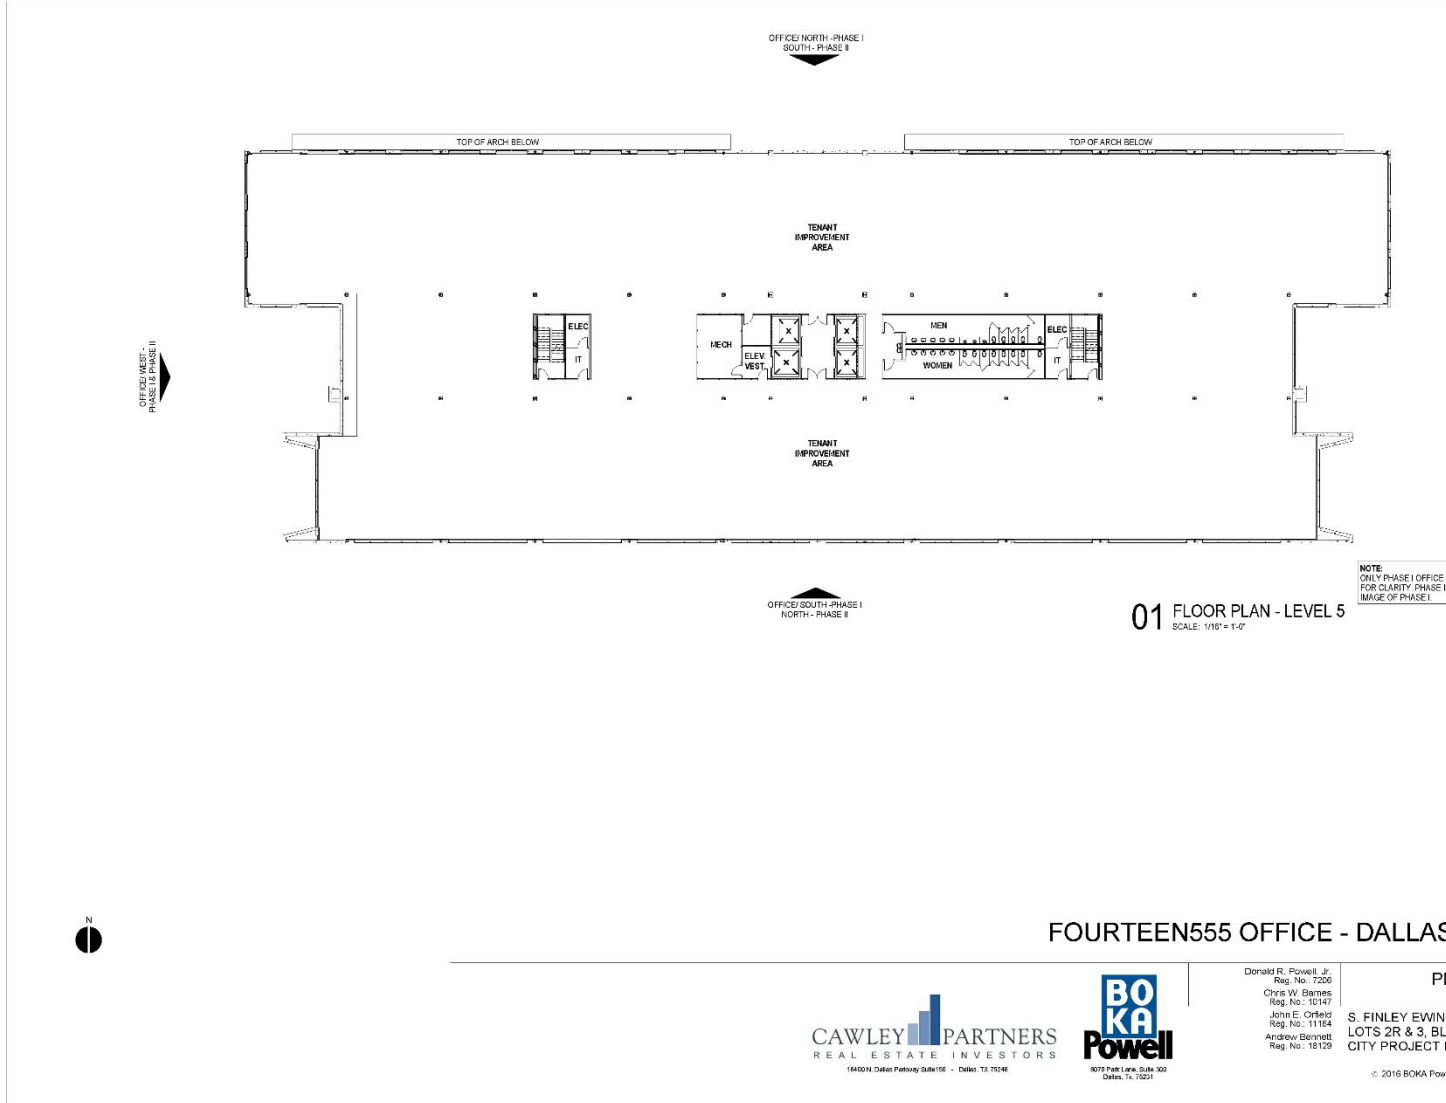 OFFICE/ NORTH -PHASE I
SOUTH - PHASE II
TOP OF ARCH BELOW
TOP OF ARCH BELOW
TENANT
IMPROVEMENT
AREA
ELEC
IT
MECH
ELEV.
VEST.
X
X
X
X
MEN
WOMEN
ELEC
IT
OFFICE/ WEST -
PHASE I & PHASE II
TENANT
IMPROVEMENT
AREA
OFFICE/ SOUTH -PHASE I
NORTH - PHASE II
01 FLOOR PLAN - LEVEL 5
SCALE: 1/16" = 1'-0"
NOTE:
ONLY PHASE I OFFICE
FOR CLARITY. PHASE I
IMAGE OF PHASE I.
N
FOURTEEN555 OFFICE - DALLAS
CAWLEY PARTNERS
REAL ESTATE INVESTORS
16400 N. Dallas Parkway Suite 150 - Dallas, TX 75248
BO
KA
Powell
8070 Park Lane, Suite 300
Dallas, Tx. 75231
Donald R. Powell, Jr.
Reg. No.: 7206
Chris W. Barnes
Reg. No.: 10147
John E. Orfield
Reg. No.: 11164
Andrew Bennett
Reg. No.: 18129
S. FINLEY EWIN
LOTS 2R & 3, BL
CITY PROJECT
© 2016 BOKA Pow